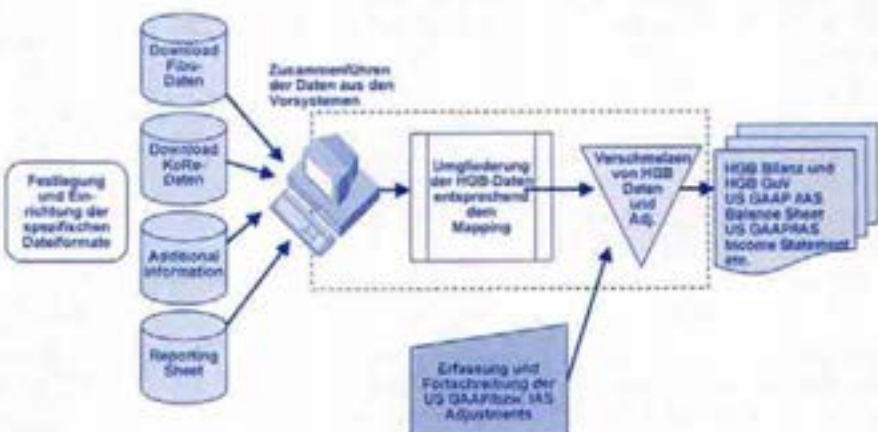 Festlegung
und Ein-
richtung der
spezifischen
Dateiformate
Download
Fibu-
Daten
Download
KoRe-
Daten
Additional
Information
Reporting
Sheet
Zusammenführen
der Daten aus den
Vorsystemen
Umgliederung
der HGB-Daten
entsprechend
dem
Mapping
Verschmelzen
von HGB
Daten
und
Adj.
Erfassung und
Fortschreibung der
US GAAP/bzw. IAS
Adjustments
HGB Bilanz und
HGB GuV
US GAAP /IAS
Balance Sheet
US GAAP/IAS
Income Statement
etc.